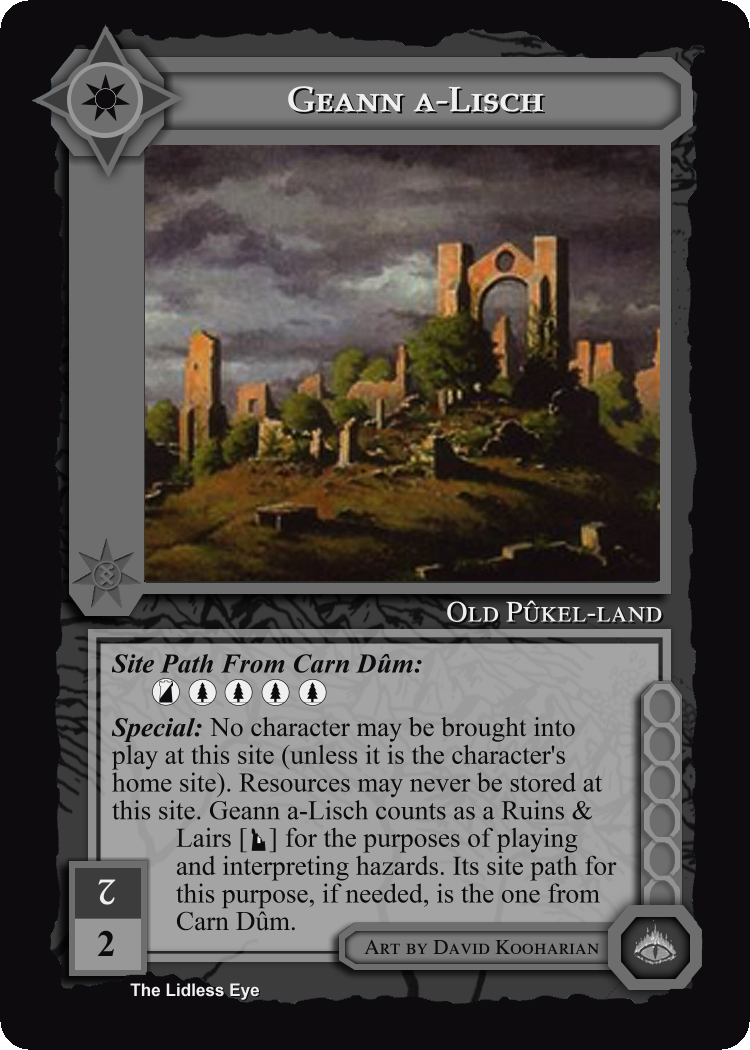 GEANN A-LISCH
OLD PÛKEL-LAND
Site Path From Carn Dûm:
Special: No character may be brought into
play at this site (unless it is the character's
home site). Resources may never be stored at
this site. Geann a-Lisch counts as a Ruins &
Lairs [ ] for the purposes of playing
and interpreting hazards. Its site path for
this purpose, if needed, is the one from
Carn Dûm.
2
2
ART BY DAVID KOOHARIAN
The Lidless Eye